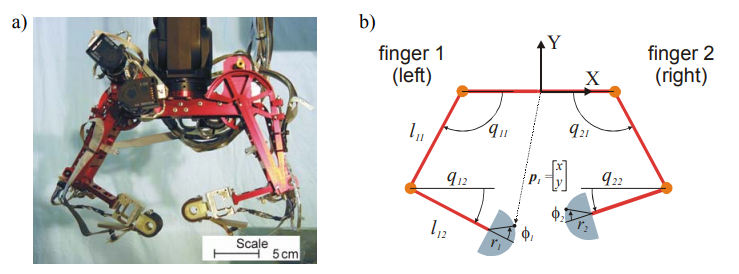 a)
Scale
5 cm
b)
Y
X
finger 1
(left)
finger 2
(right)
l₁₁
q₁₁
q₂₁
q₁₂
p₁ = [x y]
q₂₂
l₁₂
r₁
ϕ₁
ϕ₂
r₂